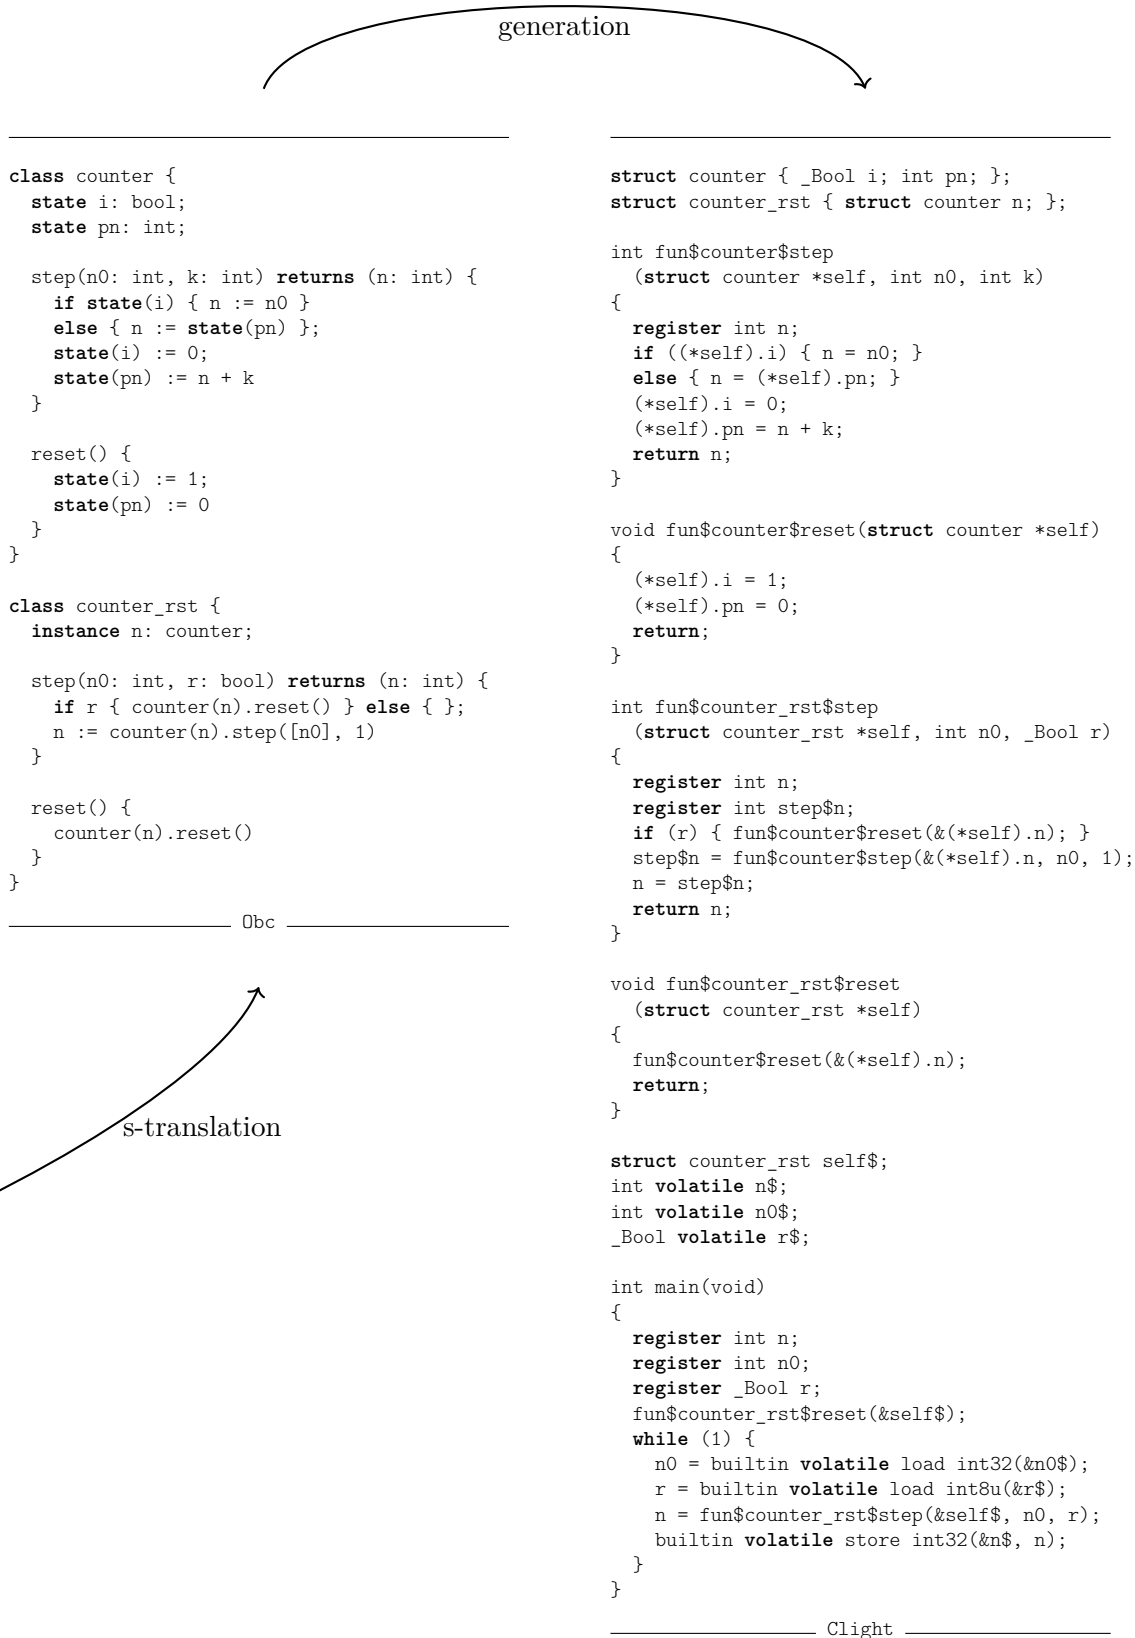 generation
class counter {
state i: bool;
state pn: int;
step(n0: int, k: int) returns (n: int) {
if state(i) { n := n0 }
else { n := state(pn) };
state(i) := 0;
state(pn) := n + k
}
reset() {
state(i) := 1;
state(pn) := 0
}
}
class counter_rst {
instance n: counter;
step(n0: int, r: bool) returns (n: int) {
if r { counter(n).reset() } else { };
n := counter(n).step([n0], 1)
}
reset() {
counter(n).reset()
}
}
Obc
s-translation
struct counter { _Bool i; int pn; };
struct counter_rst { struct counter n; };
int fun$counter$step
(struct counter *self, int n0, int k)
{
register int n;
if ((*self).i) { n = n0; }
else { n = (*self).pn; }
(*self).i = 0;
(*self).pn = n + k;
return n;
}
void fun$counter$reset(struct counter *self)
{
(*self).i = 1;
(*self).pn = 0;
return;
}
int fun$counter_rst$step
(struct counter_rst *self, int n0, _Bool r)
{
register int n;
register int step$n;
if (r) { fun$counter$reset(&(*self).n); }
step$n = fun$counter$step(&(*self).n, n0, 1);
n = step$n;
return n;
}
void fun$counter_rst$reset
(struct counter_rst *self)
{
fun$counter$reset(&(*self).n);
return;
}
struct counter_rst self$;
int volatile n$;
int volatile n0$;
_Bool volatile r$;
int main(void)
{
register int n;
register int n0;
register _Bool r;
fun$counter_rst$reset(&self$);
while (1) {
n0 = builtin volatile load int32(&n0$);
r = builtin volatile load int8u(&r$);
n = fun$counter_rst$step(&self$, n0, r);
builtin volatile store int32(&n$, n);
}
}
Clight